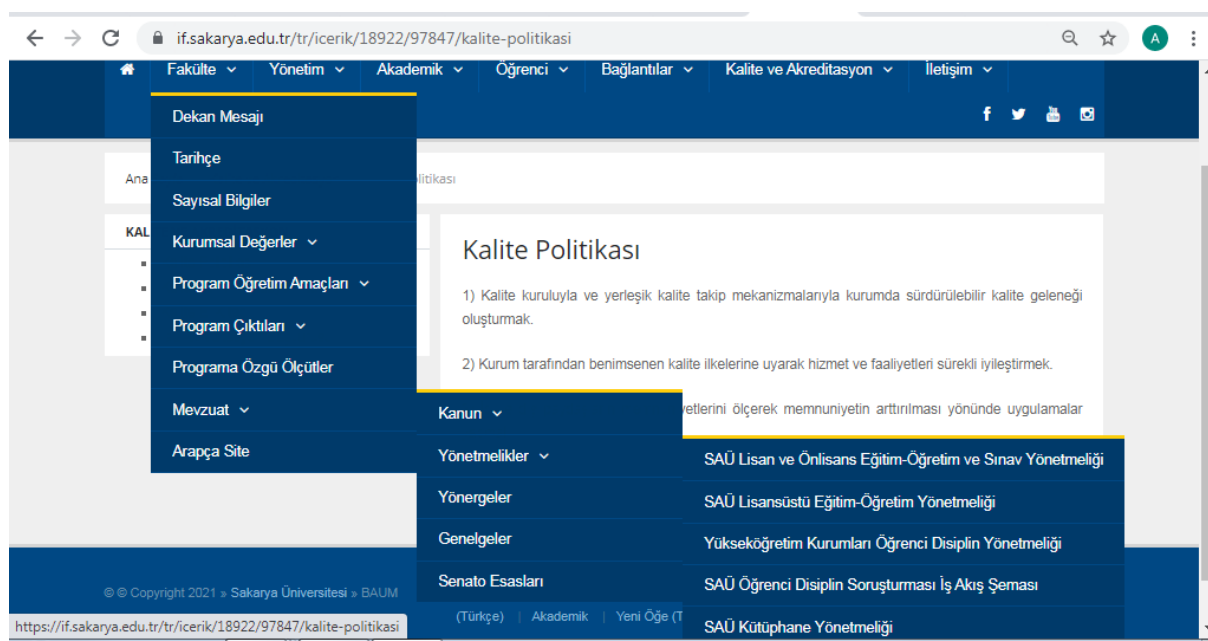 if.sakarya.edu.tr/tr/icerik/18922/97847/kalite-politikasi
A
Fakülte
Yönetim
Akademik
Öğrenci
Bağlantılar
Kalite ve Akreditasyon
İletişim
Dekan Mesajı
Tarihçe
Sayısal Bilgiler
Kurumsal Değerler
Program Öğretim Amaçları
Program Çıktıları
Programa Özgü Ölçütler
Mevzuat
Arapça Site
Kanun
Yönetmelikler
Yönergeler
Genelgeler
Senato Esasları
SAÜ Lisan ve Önlisans Eğitim-Öğretim ve Sınav Yönetmeliği
SAÜ Lisansüstü Eğitim-Öğretim Yönetmeliği
Yükseköğretim Kurumları Öğrenci Disiplin Yönetmeliği
SAÜ Öğrenci Disiplin Soruşturması İş Akış Şeması
SAÜ Kütüphane Yönetmeliği
Ana
litikası
KAL
Kalite Politikası
1) Kalite kuruluyla ve yerleşik kalite takip mekanizmalarıyla kurumda sürdürülebilir kalite geleneği
oluşturmak.
2) Kurum tarafından benimsenen kalite ilkelerine uyarak hizmet ve faaliyetleri sürekli iyileştirmek.
yetlerini ölçerek memnuniyetin arttırılması yönünde uygulamalar
© © Copyright 2021 » Sakarya Üniversitesi » BAUM
(Türkçe) | Akademik | Yeni Öğe (T
https://if.sakarya.edu.tr/tr/icerik/18922/97847/kalite-politikasi